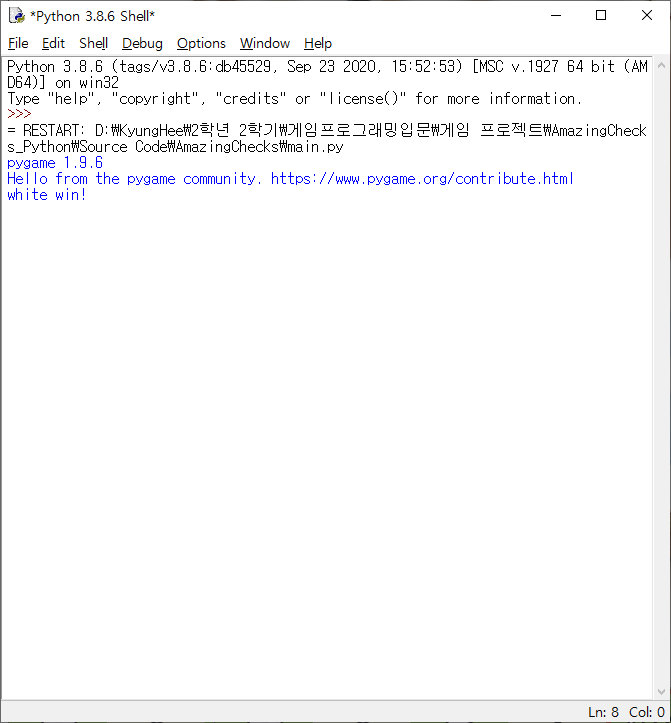 *Python 3.8.6 Shell*
File Edit Shell Debug Options Window Help
Python 3.8.6 (tags/v3.8.6:db45529, Sep 23 2020, 15:52:53) [MSC v.1927 64 bit (AM
D64)] on win32
Type "help", "copyright", "credits" or "license()" for more information.
>>>
= RESTART: D:₩KyungHee₩2학년 2학기₩게임프로그래밍입문₩게임 프로젝트₩AmazingCheck
s_Python₩Source Code₩AmazingChecks₩main.py
pygame 1.9.6
Hello from the pygame community. https://www.pygame.org/contribute.html
white win!
Ln: 8 Col: 0